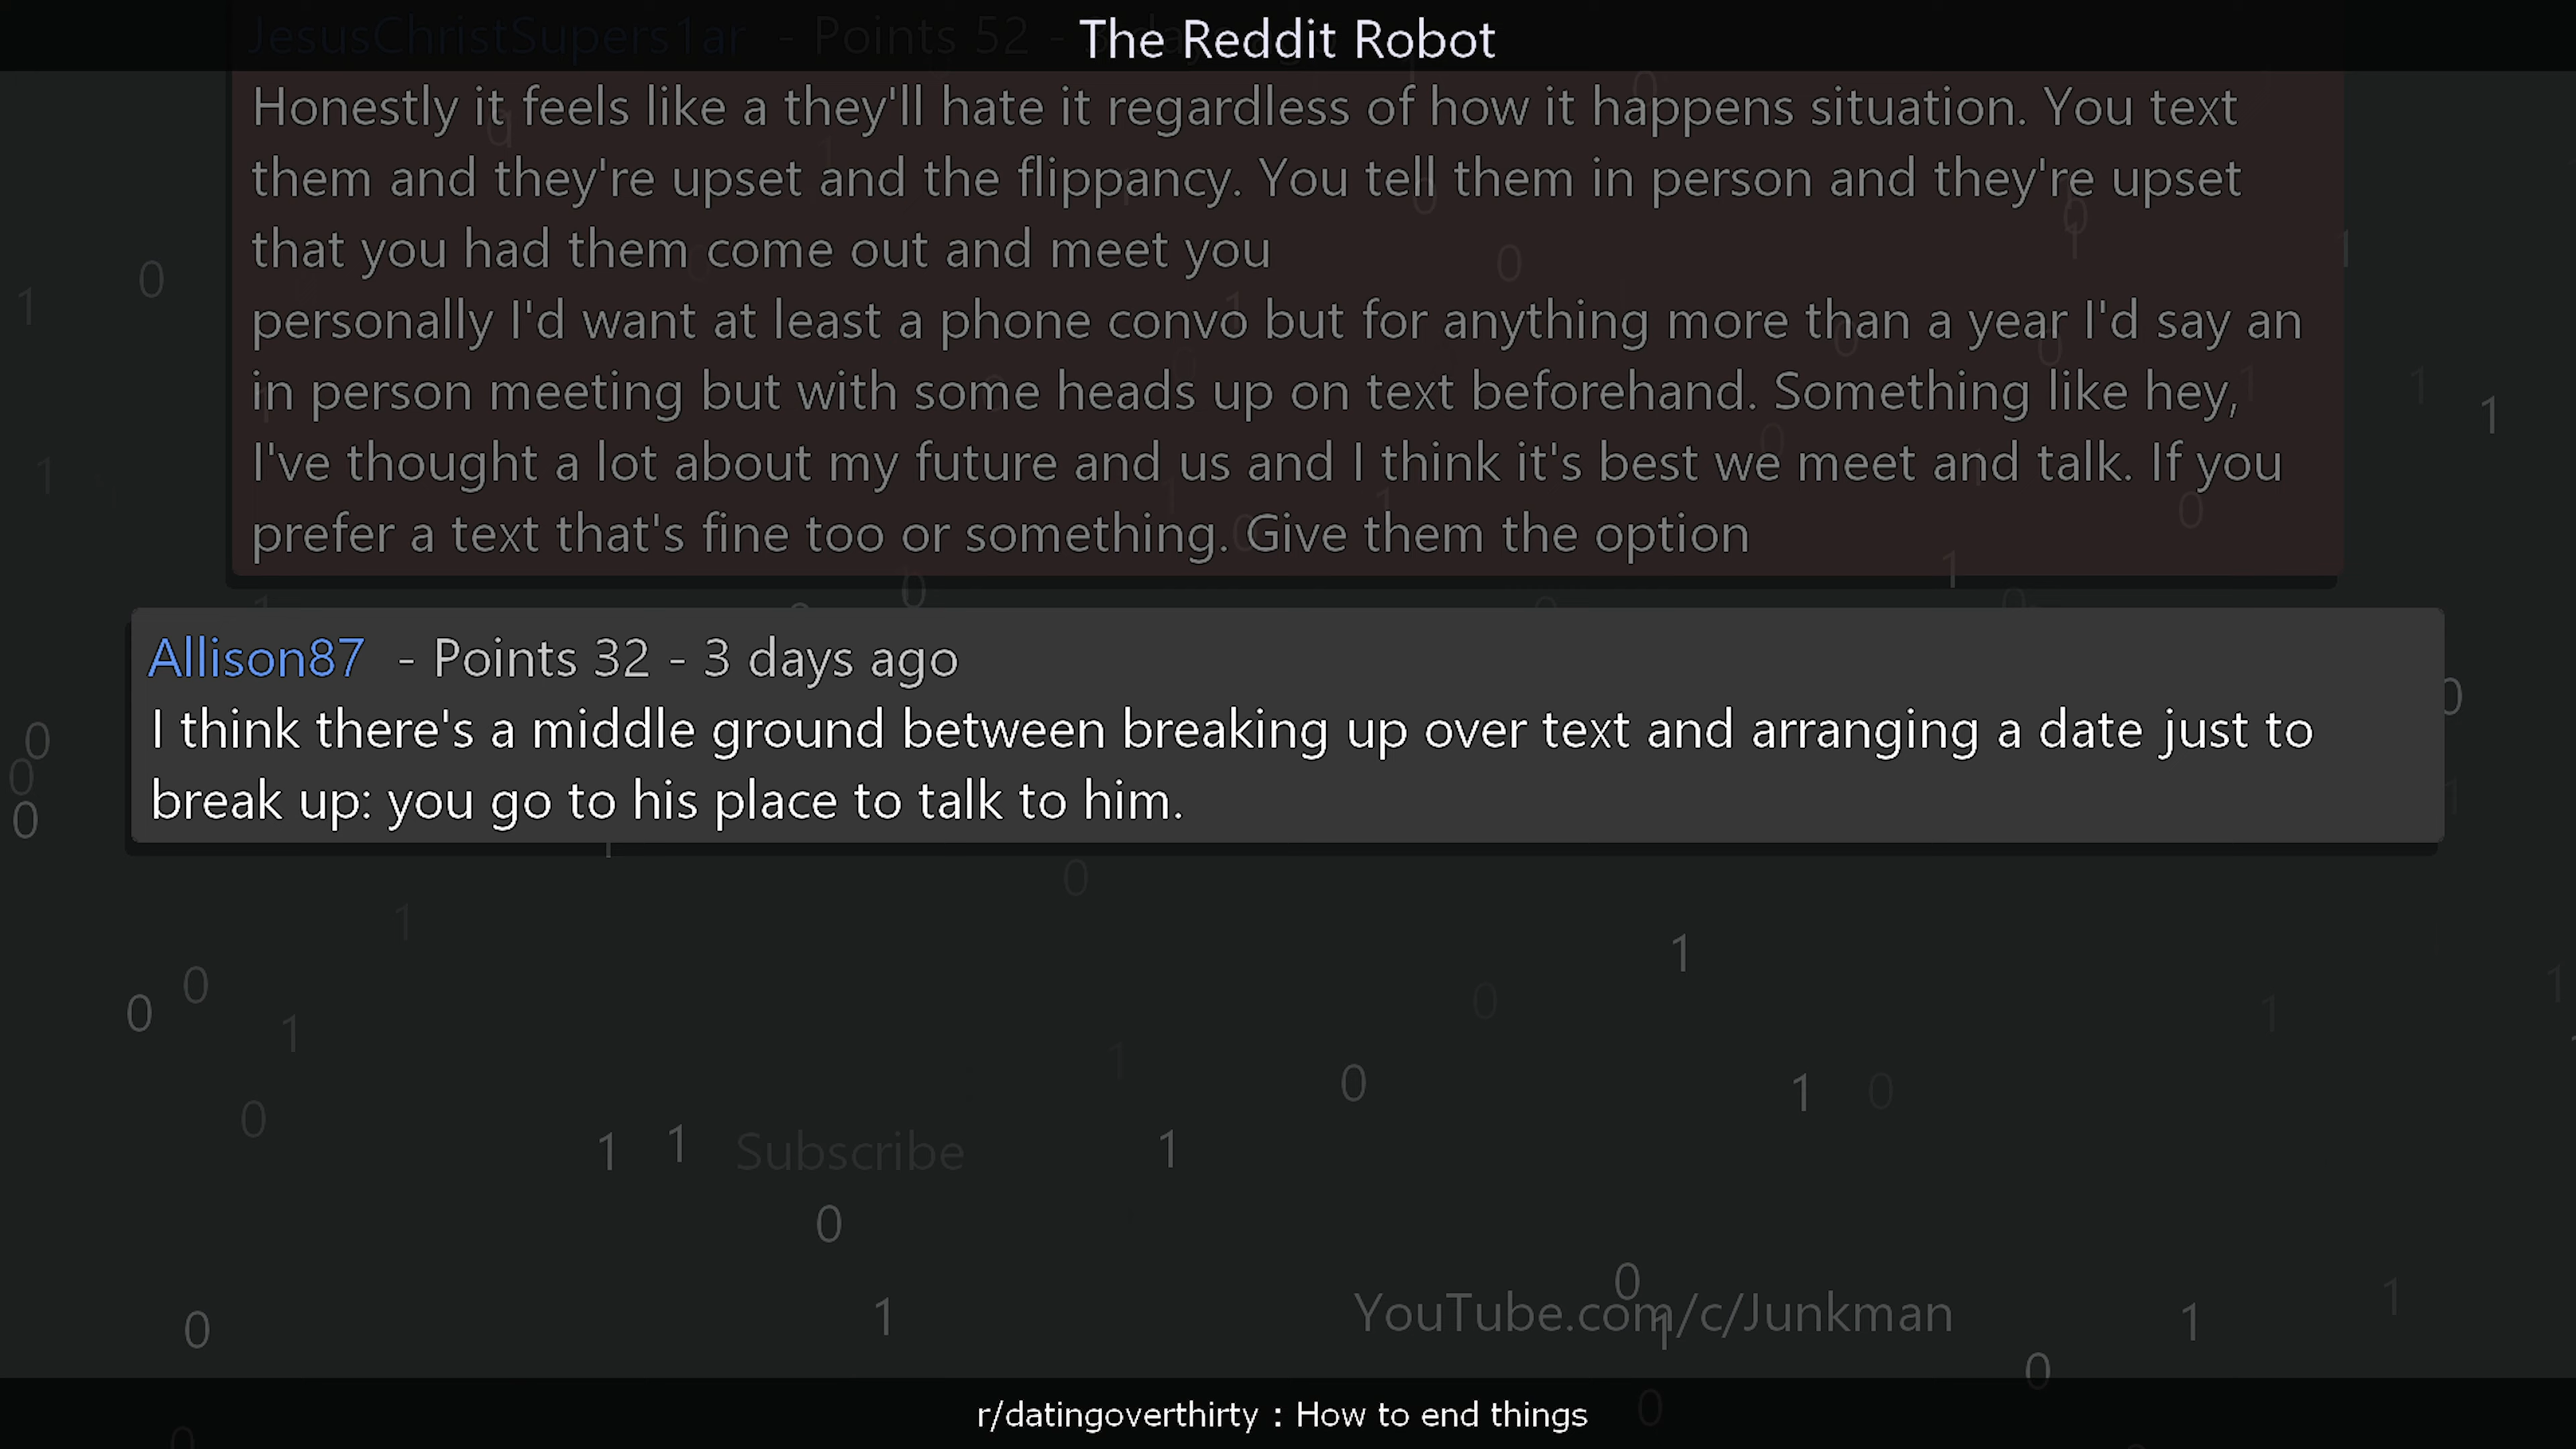 The Reddit Robot
JesusChristSupers1ar - Points 52 -
Honestly it feels like a they'll hate it regardless of how it happens situation. You text
them and they're upset and the flippancy. You tell them in person and they're upset
that you had them come out and meet you
personally I'd want at least a phone convo but for anything more than a year I'd say an
in person meeting but with some heads up on text beforehand. Something like hey,
I've thought a lot about my future and us and I think it's best we meet and talk. If you
prefer a text that's fine too or something. Give them the option
Allison87 - Points 32 - 3 days ago
I think there's a middle ground between breaking up over text and arranging a date just to
break up: you go to his place to talk to him.
Subscribe
YouTube.com/c/Junkman
r/datingoverthirty : How to end things